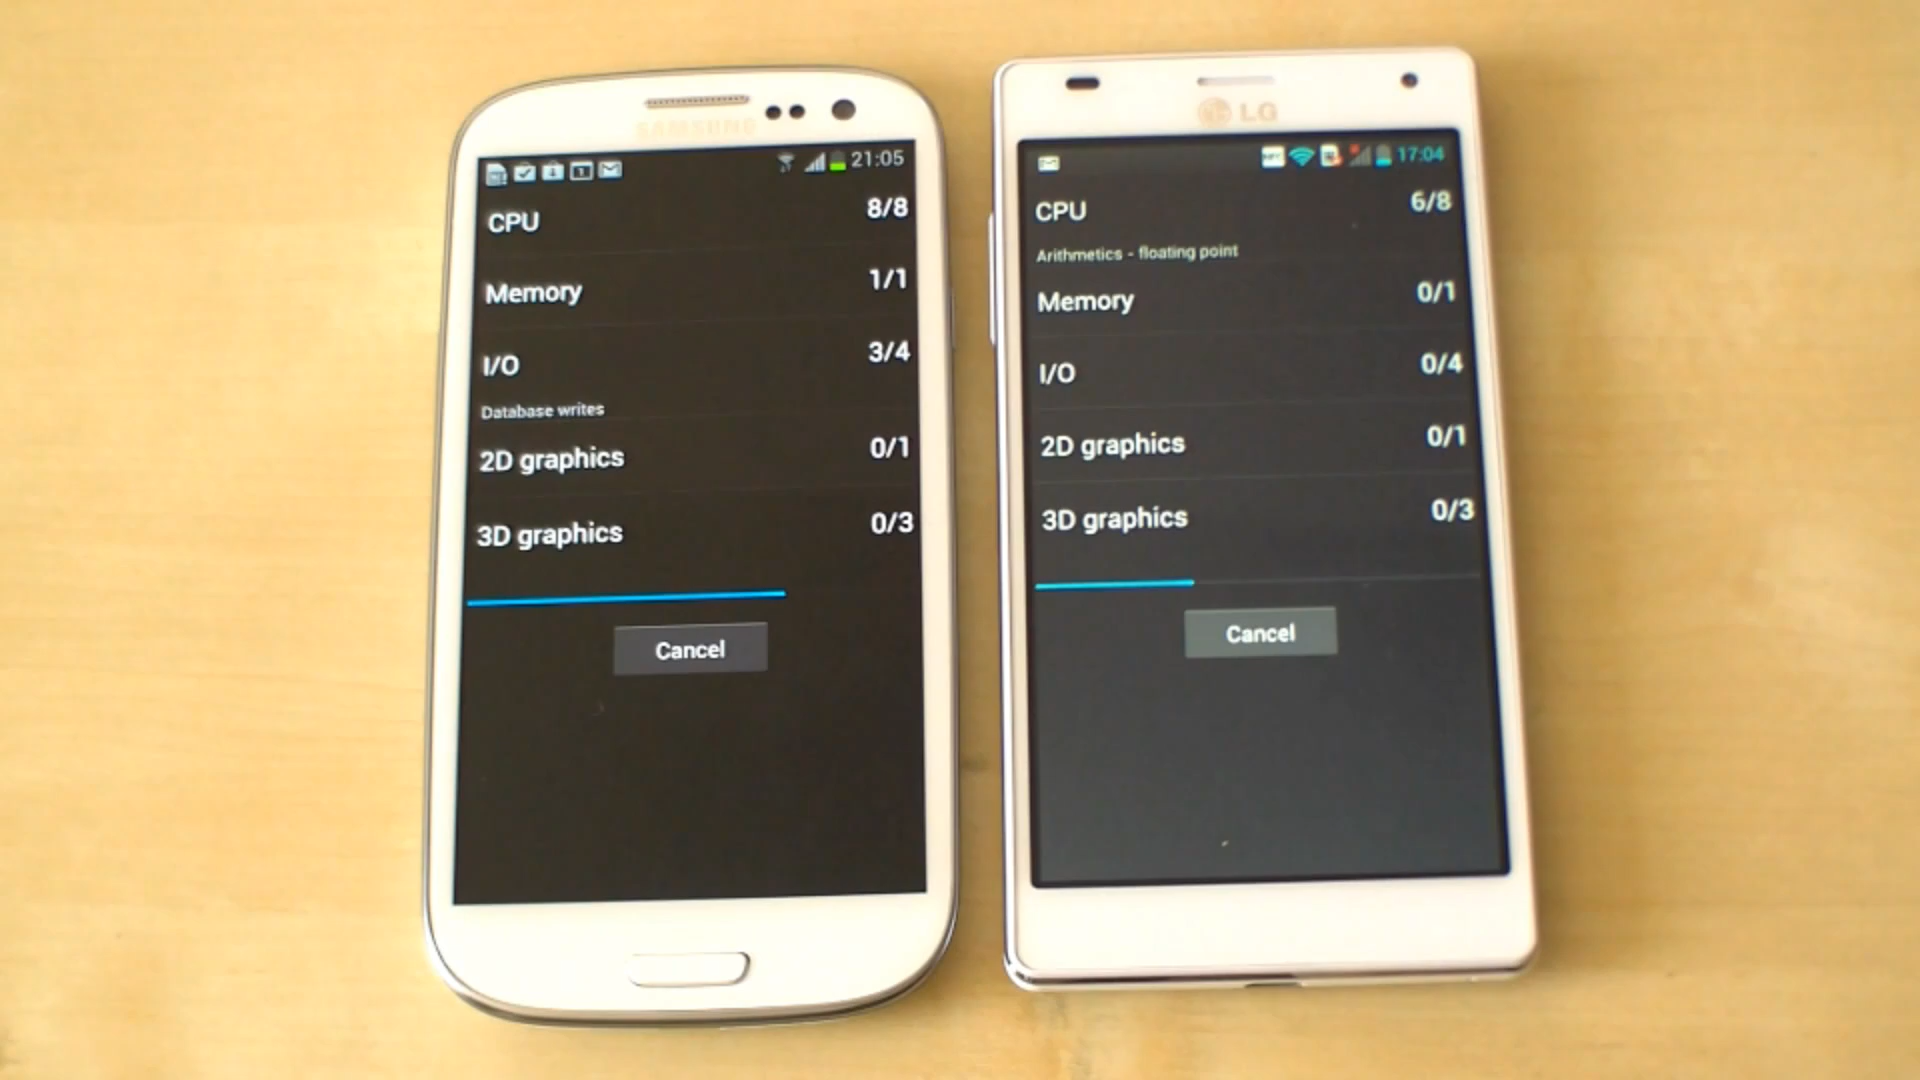 SAMSUNG
21:05
CPU 8/8
Memory 1/1
I/O 3/4
Database writes
2D graphics 0/1
3D graphics 0/3
Cancel
LG
17:04
CPU 6/8
Arithmetics - floating point
Memory 0/1
I/O 0/4
2D graphics 0/1
3D graphics 0/3
Cancel